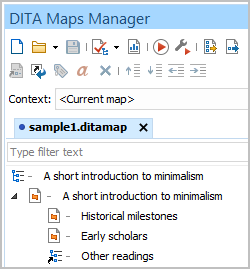 DITA Maps Manager
Context: <Current map>
sample1.ditamap
Type filter text
- A short introduction to minimalism
- A short introduction to minimalism
- Historical milestones
- Early scholars
- Other readings